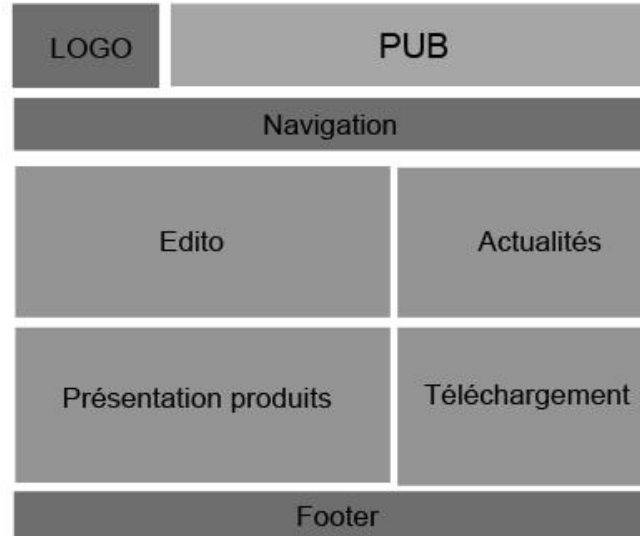 LOGO
PUB
Navigation
Edito
Actualités
Présentation produits
Téléchargement
Footer